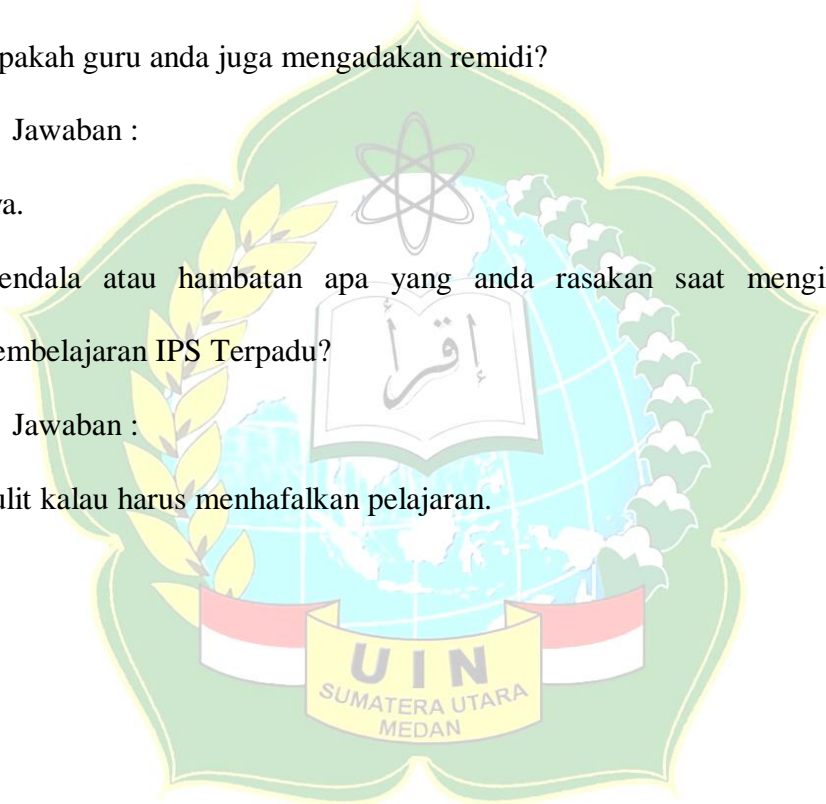 pakah guru anda juga mengadakan remidi?
Jawaban :
a.
endala atau hambatan apa yang anda rasakan saat mengi
embelajaran IPS Terpadu?
Jawaban :
ulit kalau harus menhafalkan pelajaran.
إقرأ
UIN
SUMATERA UTARA
MEDAN